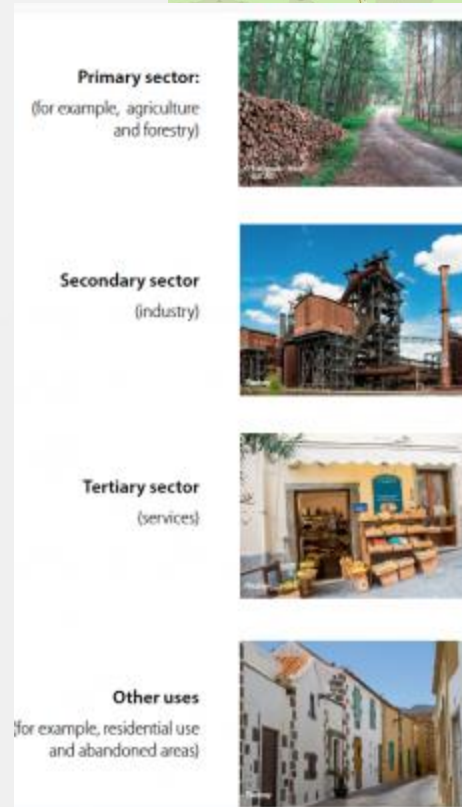 Primary sector:
(for example, agriculture
and forestry)
Secondary sector
(industry)
Tertiary sector
(services)
Other uses
(for example, residential use
and abandoned areas)